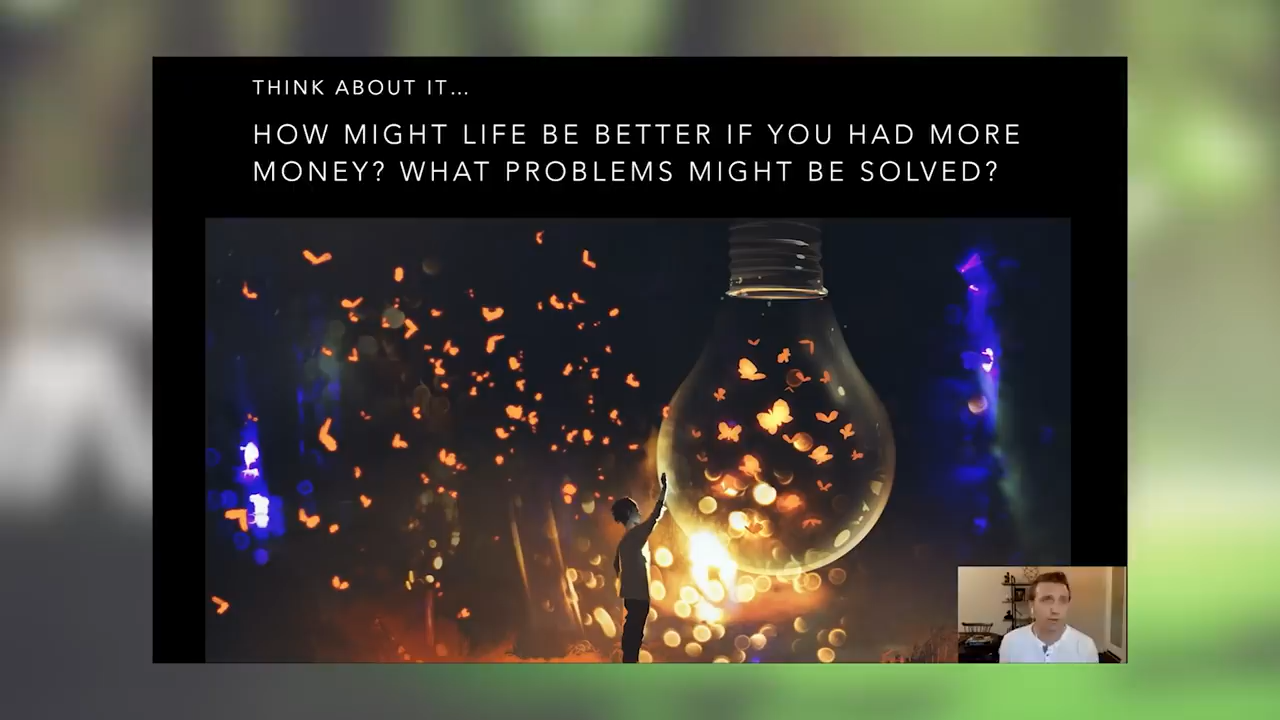 THINK ABOUT IT...
HOW MIGHT LIFE BE BETTER IF YOU HAD MORE
MONEY? WHAT PROBLEMS MIGHT BE SOLVED?